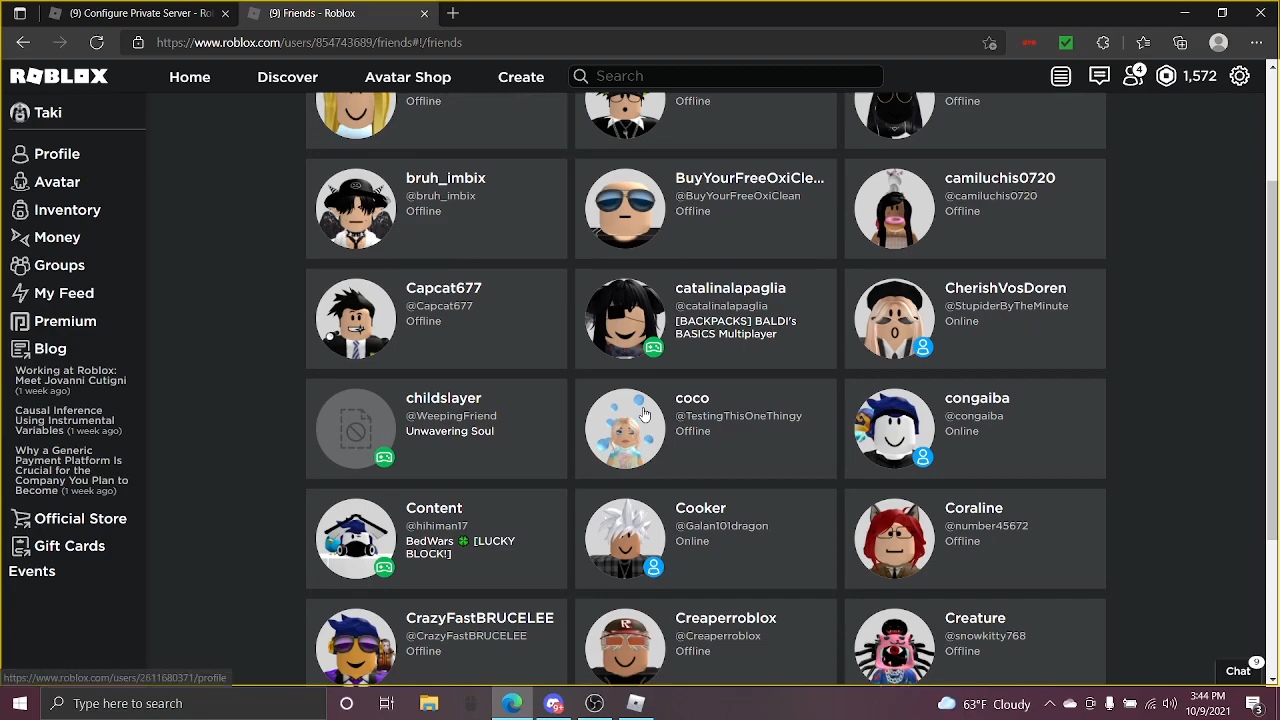 (9) Configure Private Server - Rob
(9) Friends - Roblox
https://www.roblox.com/users/854743689/friends#!/friends
ROBLOX
Home
Discover
Avatar Shop
Create
Search
4
1,572
Taki
Profile
Avatar
Inventory
Money
Groups
My Feed
Premium
Blog
Working at Roblox:
Meet Jovanni Cutigni
(1 week ago)
Causal Inference
Using Instrumental
Variables (1 week ago)
Why a Generic
Payment Platform Is
Crucial for the
Company You Plan to
Become (1 week ago)
Official Store
Gift Cards
Events
Offline
Offline
Offline
bruh_imbix
@bruh_imbix
Offline
BuyYourFreeOxiCle...
@BuyYourFreeOxiClean
Offline
camiluchis0720
@camiluchis0720
Offline
Capcat677
@Capcat677
Offline
catalinalapaglia
@catalinalapaglia
[BACKPACKS] BALDI's
BASICS Multiplayer
CherishVosDoren
@StupiderByTheMinute
Online
childslayer
@WeepingFriend
Unwavering Soul
coco
@TestingThisOneThingy
Offline
congaiba
@congaiba
Online
Content
@hihiman17
BedWars 🍀 [LUCKY
BLOCK!]
Cooker
@Galan101dragon
Online
Coraline
@number45672
Offline
CrazyFastBRUCELEE
@CrazyFastBRUCELEE
Offline
Creaperroblox
@Creaperroblox
Offline
Creature
@snowkitty768
Offline
Chat
9
https://www.roblox.com/users/2611680371/profile
Type here to search
60°F Cloudy
3:44 PM
10/9/2021
3